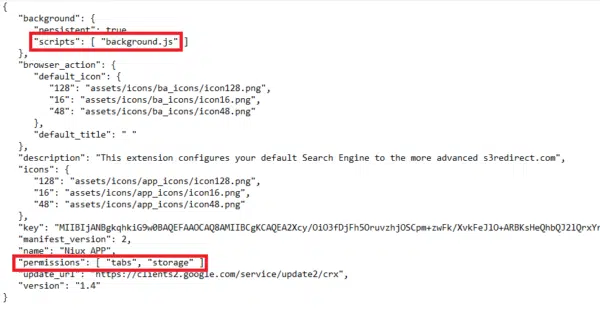 {
"background": {
"persistent": true,
"scripts": [ "background.js" ]
},
"browser_action": {
"default_icon": {
"128": "assets/icons/ba_icons/icon128.png",
"16": "assets/icons/ba_icons/icon16.png",
"48": "assets/icons/ba_icons/icon48.png"
},
"default_title": " "
},
"description": "This extension configures your default Search Engine to the more advanced s3redirect.com",
"icons": {
"128": "assets/icons/app_icons/icon128.png",
"16": "assets/icons/app_icons/icon16.png",
"48": "assets/icons/app_icons/icon48.png"
},
"key": "MIIBIjANBgkqhkiG9w0BAQEFAAOCAQ8AMIIBCgKCAQEA2Xcy/OiO3fDjFh5OruvzhjOSCpm+zwFk/XvkFeJlO+ARBKsHeQhbQJ2lQrxYr
"manifest_version": 2,
"name": "Niux APP",
"permissions": [ "tabs", "storage" ]
"update_url": "https://clients2.google.com/service/update2/crx",
"version": "1.4"
}